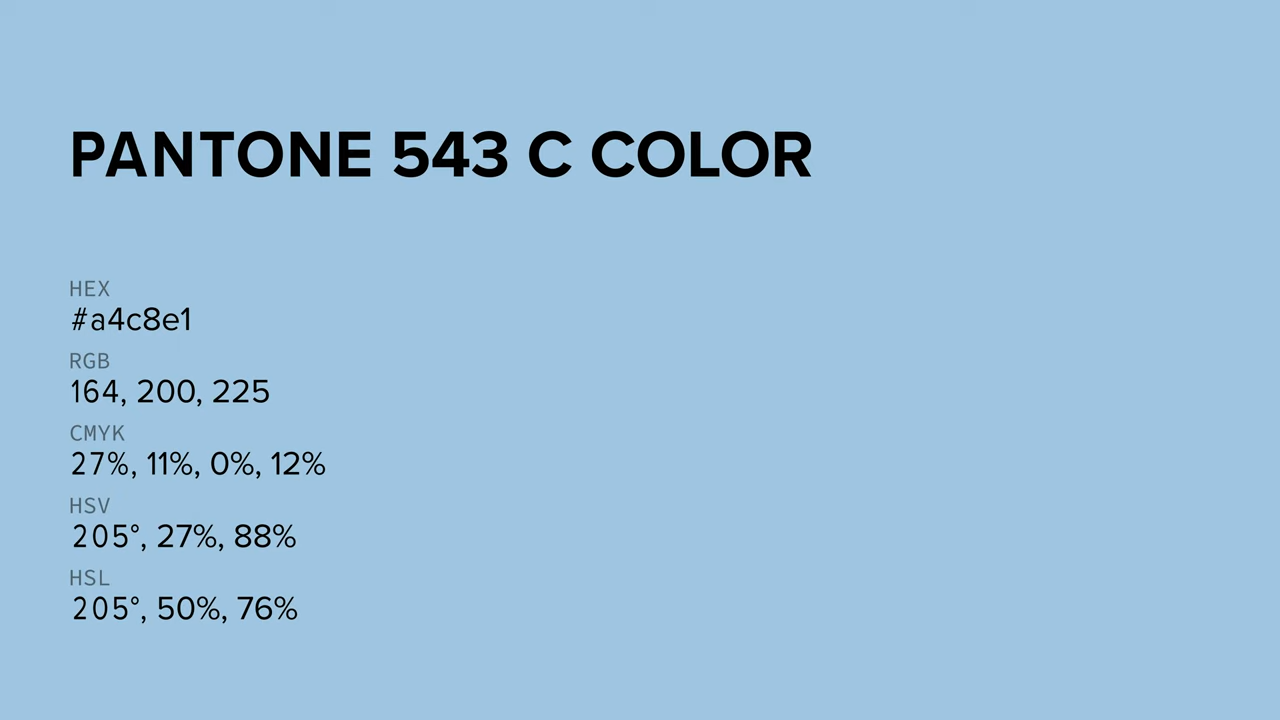 PANTONE 543 C COLOR
HEX
#a4c8e1
RGB
164, 200, 225
CMYK
27%, 11%, 0%, 12%
HSV
205°, 27%, 88%
HSL
205°, 50%, 76%